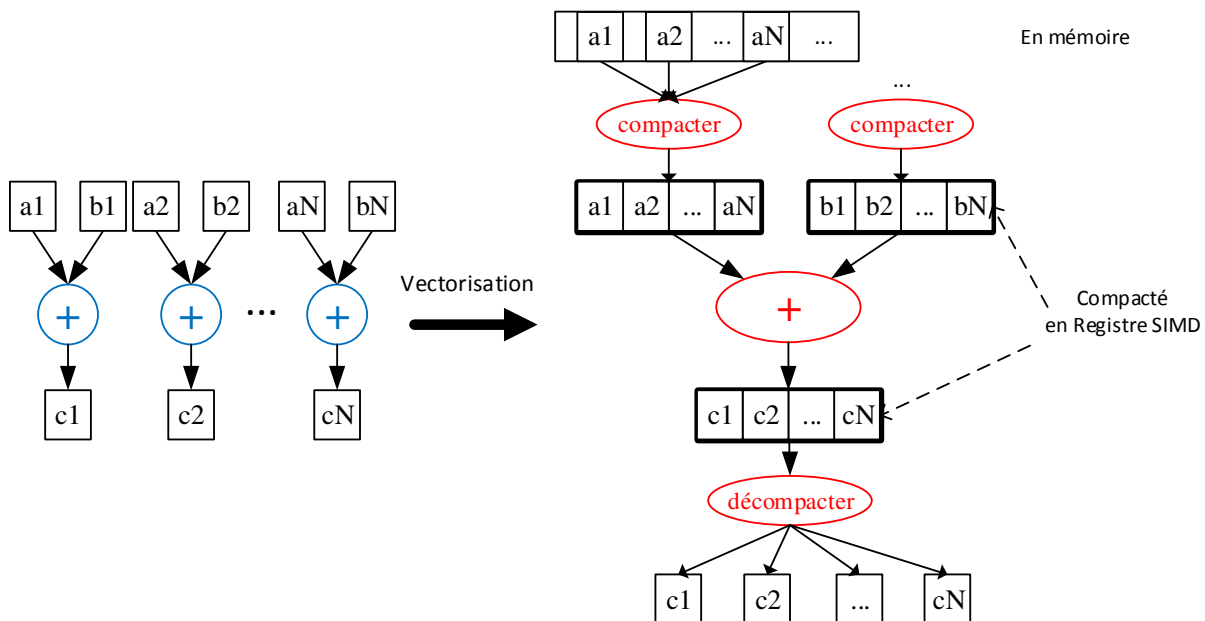 a1 a2 ... aN ...
En mémoire
...
compacter compacter
a1 a2 ... aN
b1 b2 ... bN
a1 b1 a2 b2 aN bN
+ + ... +
c1 c2 cN
Vectorisation
+
Compacté
en Registre SIMD
c1 c2 ... cN
décompacter
c1 c2 ... cN